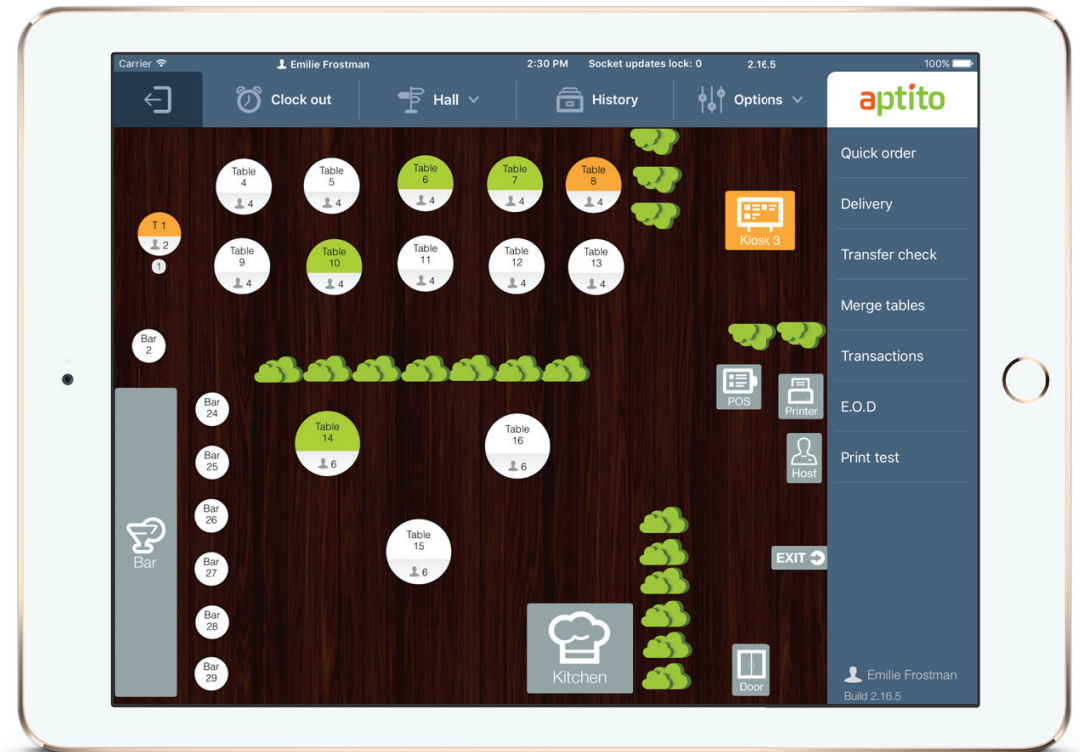 Carrier
Emilie Frostman
2:30 PM
Socket updates lock: 0
2.16.5
100%
Clock out
Hall
History
Options
aptito
Quick order
Delivery
Transfer check
Merge tables
Transactions
E.O.D
Print test
Table
4
4
Table
5
4
Table
6
4
Table
7
4
Table
8
4
T 1
2
1
Kiosk 3
Table
9
4
Table
10
4
Table
11
4
Table
12
4
Table
13
4
Bar
2
POS
Printer
Host
Bar
24
Bar
25
Bar
26
Bar
27
Bar
28
Bar
29
Table
14
6
Table
16
6
Table
15
6
Bar
EXIT
Kitchen
Door
Emilie Frostman
Build 2.16.5